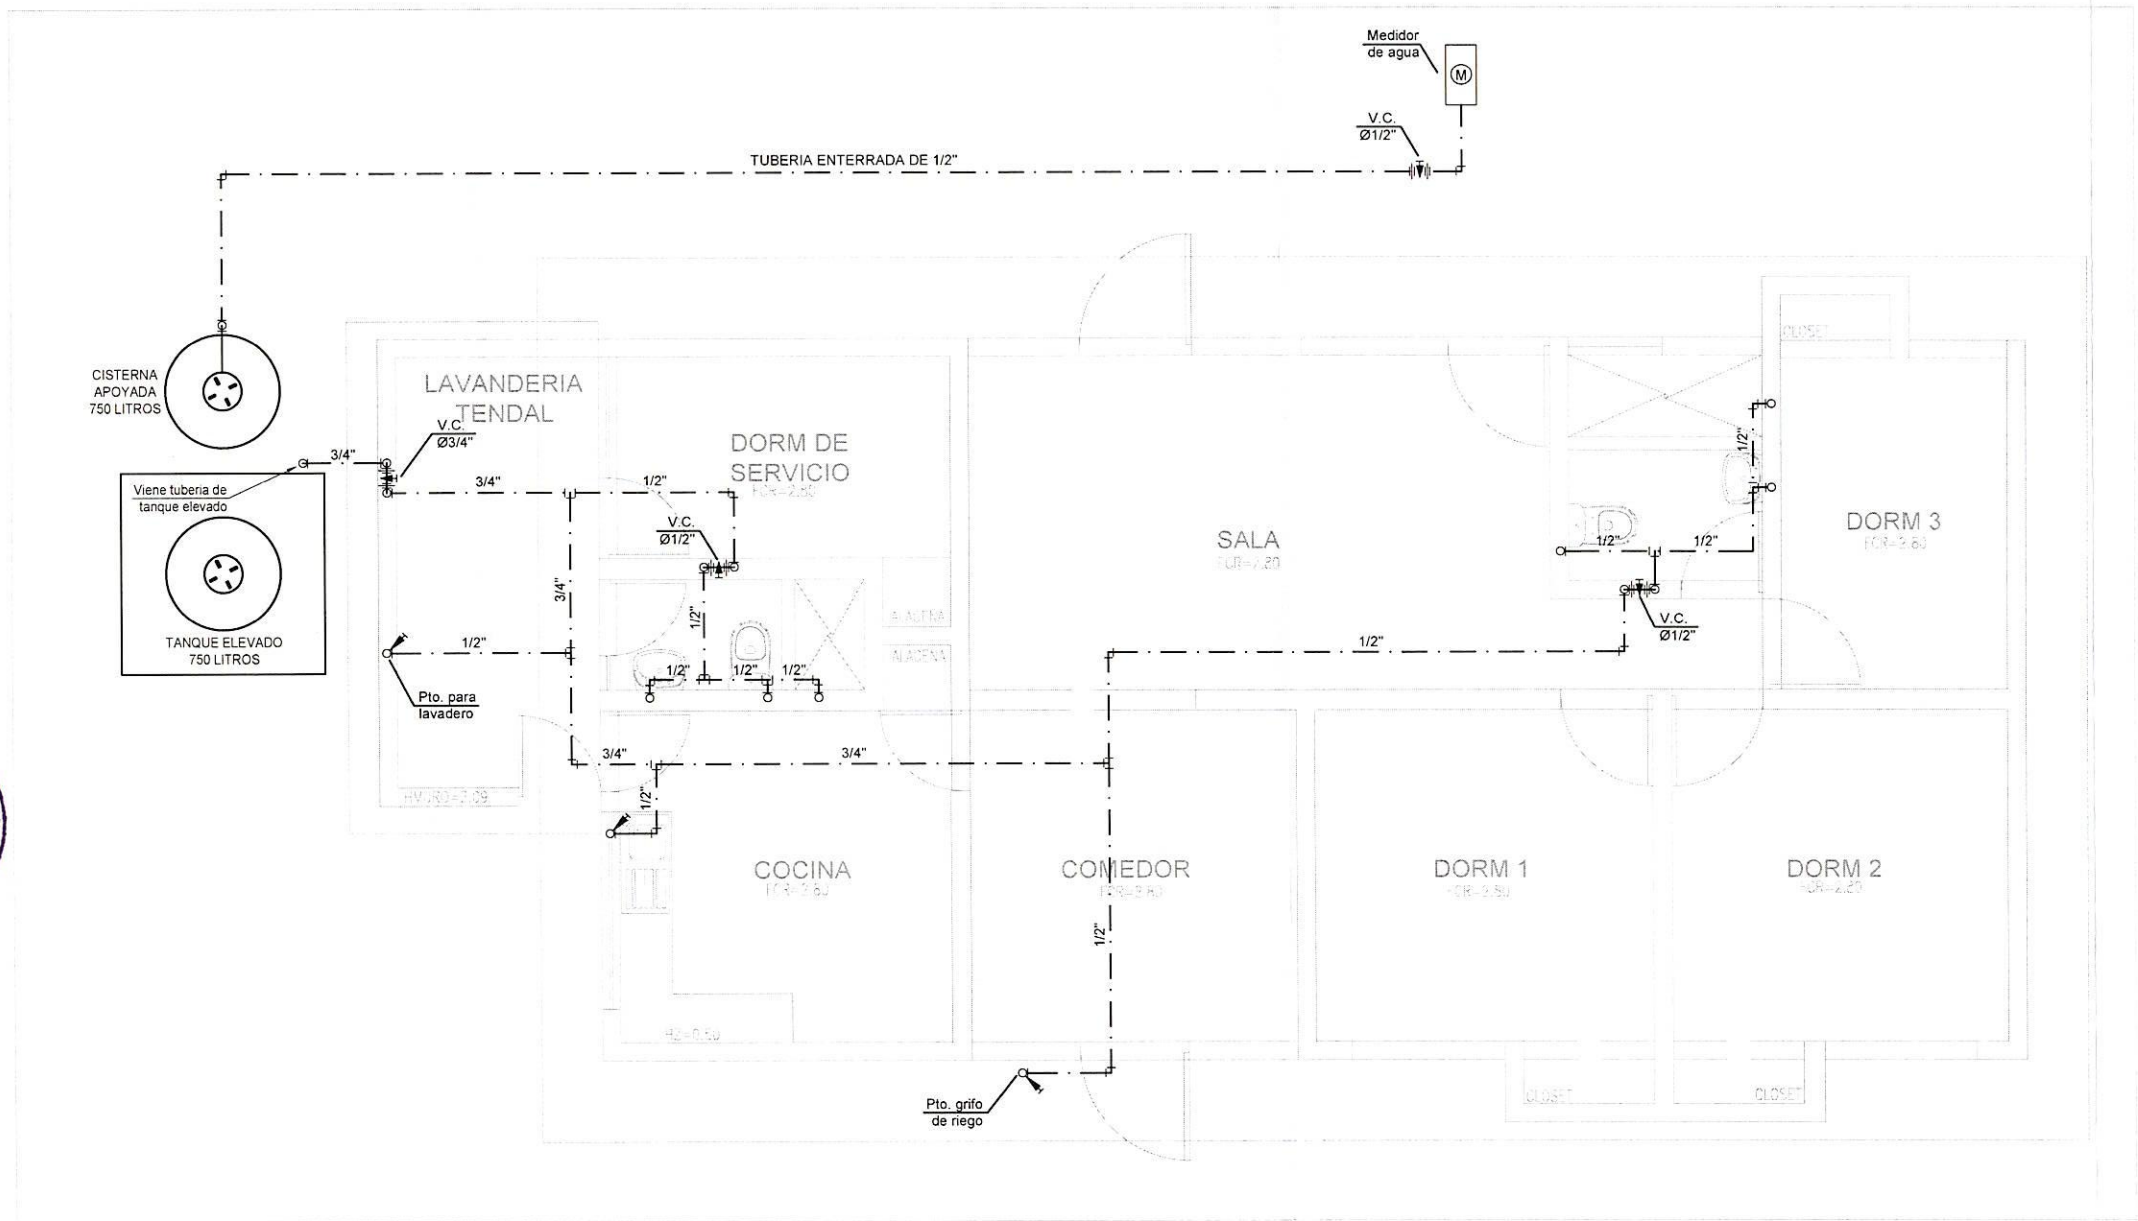 Medidor
de agua
M
V.C.
Ø1/2"
TUBERIA ENTERRADA DE 1/2"
CISTERNA
APOYADA
750 LITROS
LAVANDERIA
TENDAL
V.C.
Ø3/4"
3/4"
Viene tuberia de
tanque elevado
TANQUE ELEVADO
750 LITROS
3/4"
1/2"
DORM DE
SERVICIO
FCR=2.80
V.C.
Ø1/2"
3/4"
1/2"
1/2"
Pto. para
lavadero
1/2"
1/2"
1/2"
ALACENA
ALACENA
SALA
CLOSET
1/2"
DORM 3
1/2"
1/2"
V.C.
Ø1/2"
1/2"
3/4"
3/4"
1/2"
COCINA
COMEDOR
DORM 1
DORM 2
1/2"
CLOSET
CLOSET
Pto. grifo
de riego